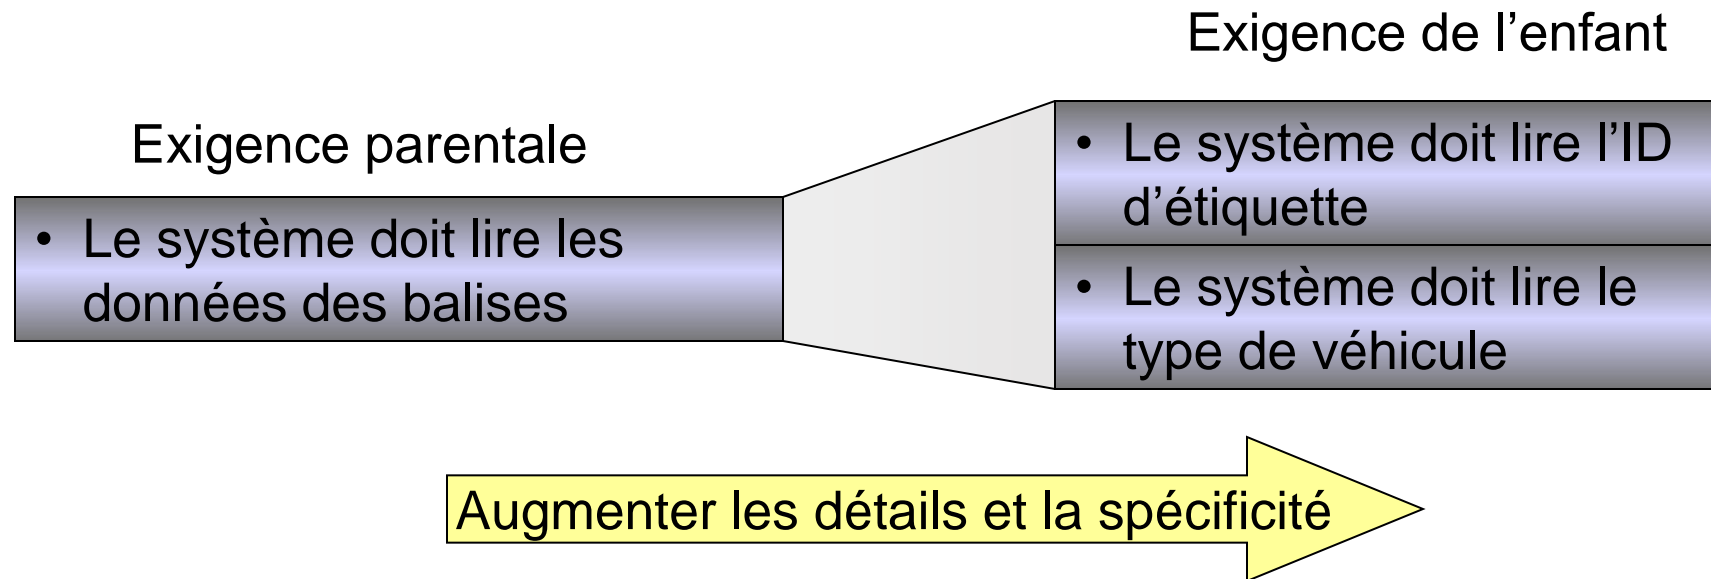 Exigence de l’enfant
Exigence parentale
• Le système doit lire les
données des balises
• Le système doit lire l’ID
d’étiquette
• Le système doit lire le
type de véhicule
Augmenter les détails et la spécificité